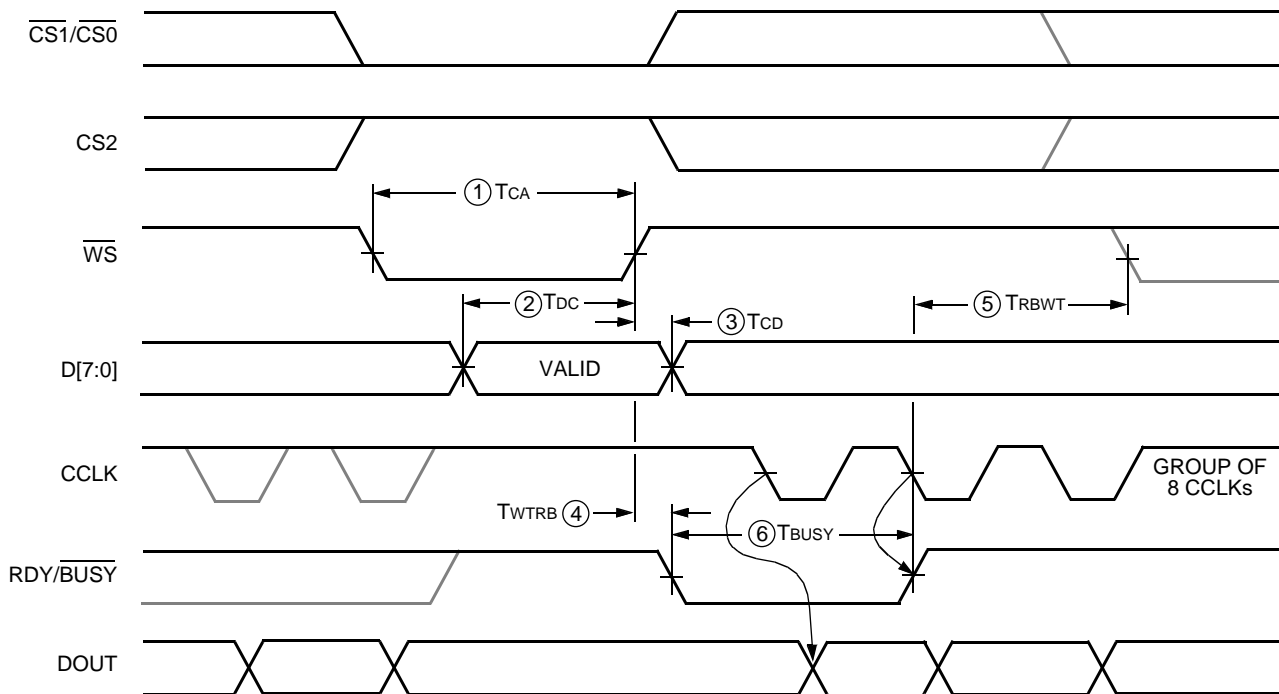 CS1/CS0
CS2
① TCA
WS
② TDC
⑤ TRBWT
③ TCD
D[7:0]
VALID
CCLK
GROUP OF
8 CCLKs
TWTRB ④
⑥ TBUSY
RDY/BUSY
DOUT